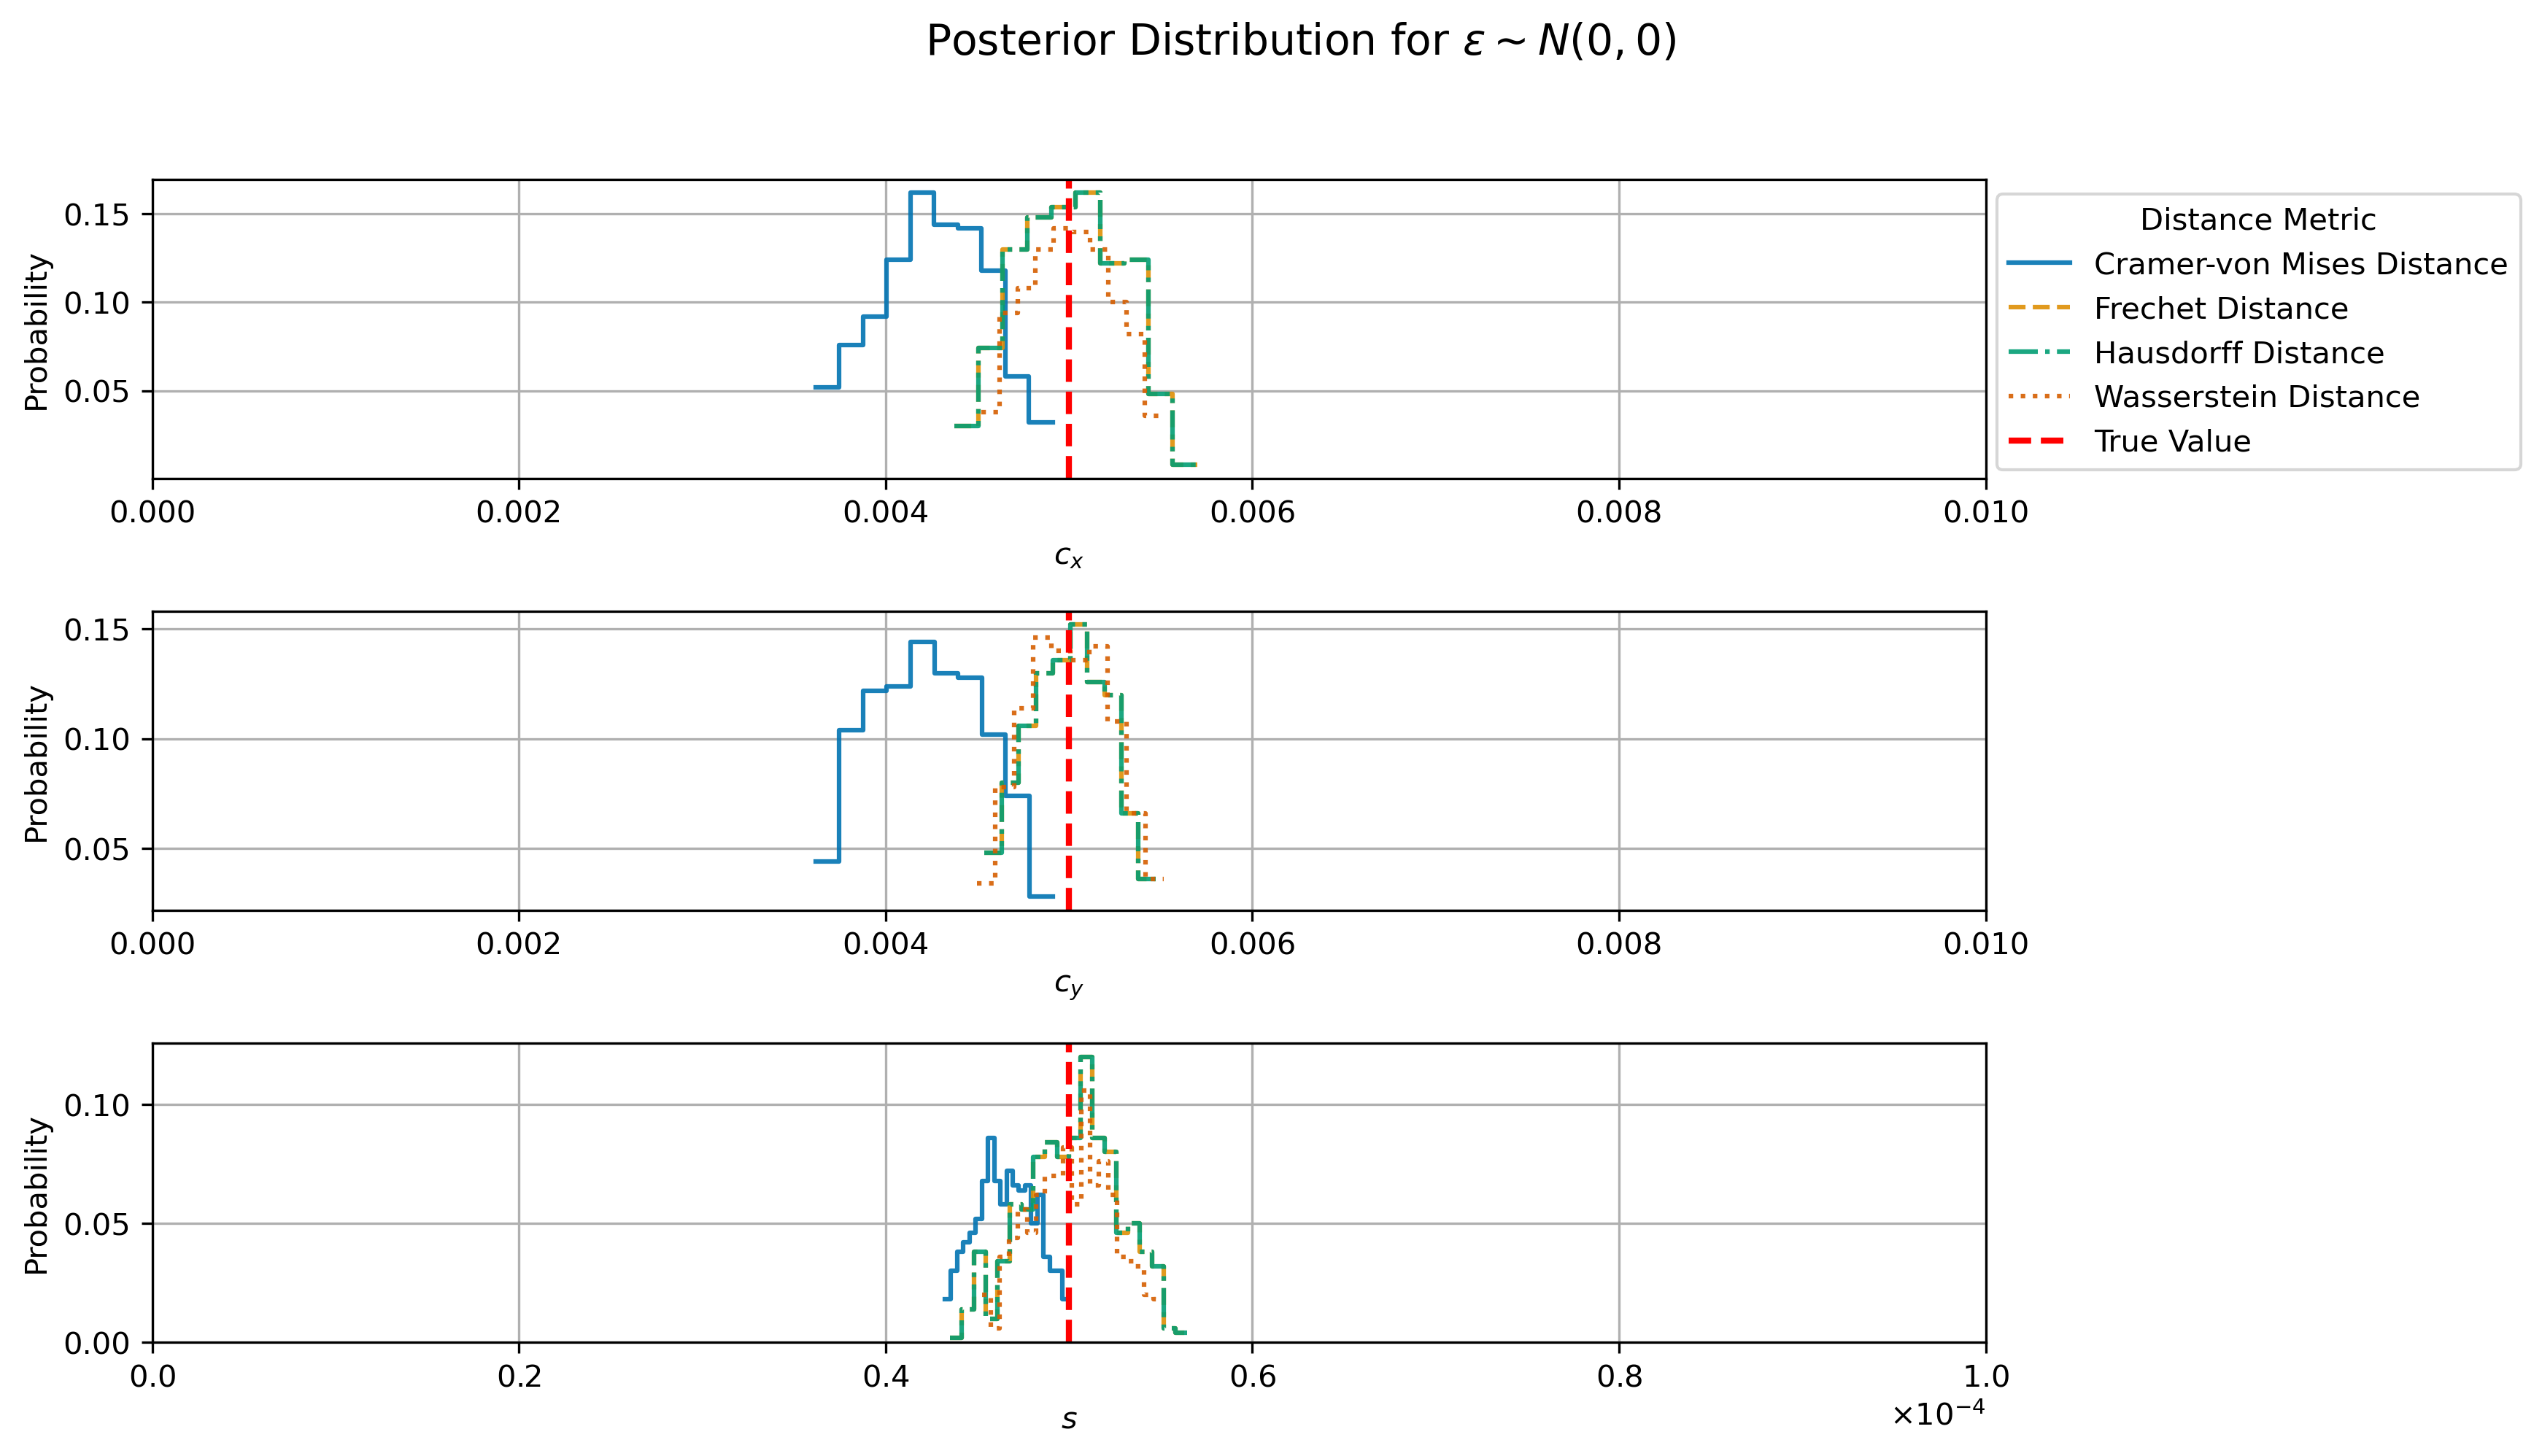 Posterior Distribution for ε ~ N(0, 0)
Probability
0.15
0.10
0.05
0.000 0.002 0.004 0.006 0.008 0.010
c_x
Distance Metric
Cramer-von Mises Distance
Frechet Distance
Hausdorff Distance
Wasserstein Distance
True Value
Probability
0.15
0.10
0.05
0.000 0.002 0.004 0.006 0.008 0.010
c_y
Probability
0.10
0.05
0.00
0.0 0.2 0.4 0.6 0.8 1.0
s
×10⁻⁴